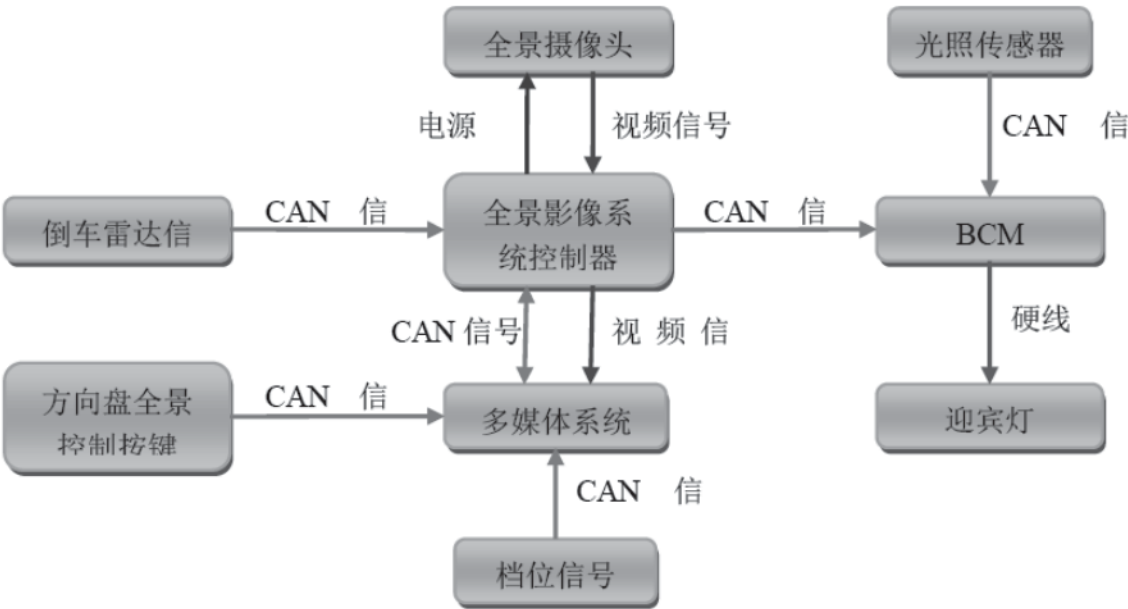 全景摄像头
光照传感器
电源
视频信号
CAN 信
倒车雷达信
CAN 信
全景影像系
统控制器
CAN 信
BCM
CAN 信号
视 频 信
硬线
方向盘全景
控制按键
CAN 信
多媒体系统
迎宾灯
CAN 信
档位信号